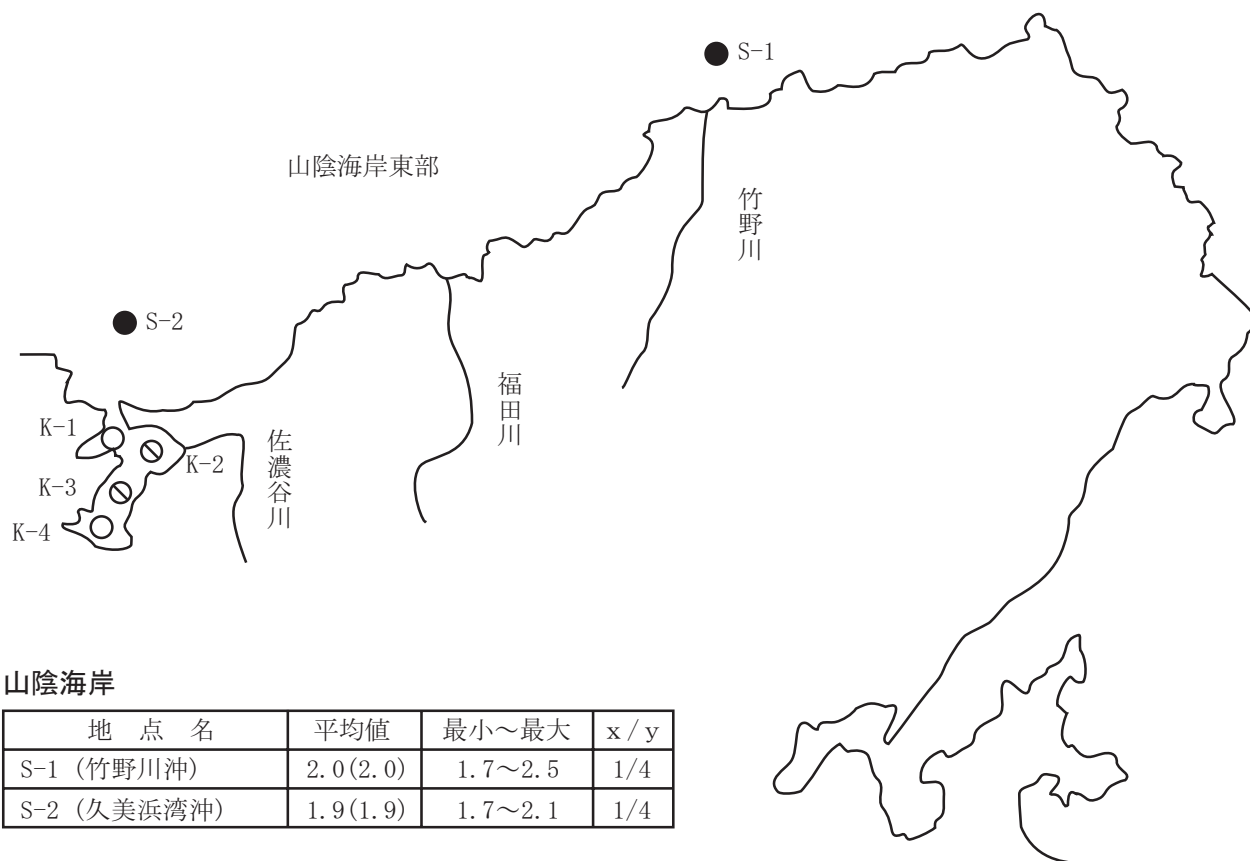 S-1
山陰海岸東部
竹野川
S-2
福田川
K-1
佐濃谷川
K-2
K-3
K-4
山陰海岸
地 点 名 平均値 最小～最大 x/y
S-1 (竹野川沖) 2.0(2.0) 1.7～2.5 1/4
S-2 (久美浜湾沖) 1.9(1.9) 1.7～2.1 1/4